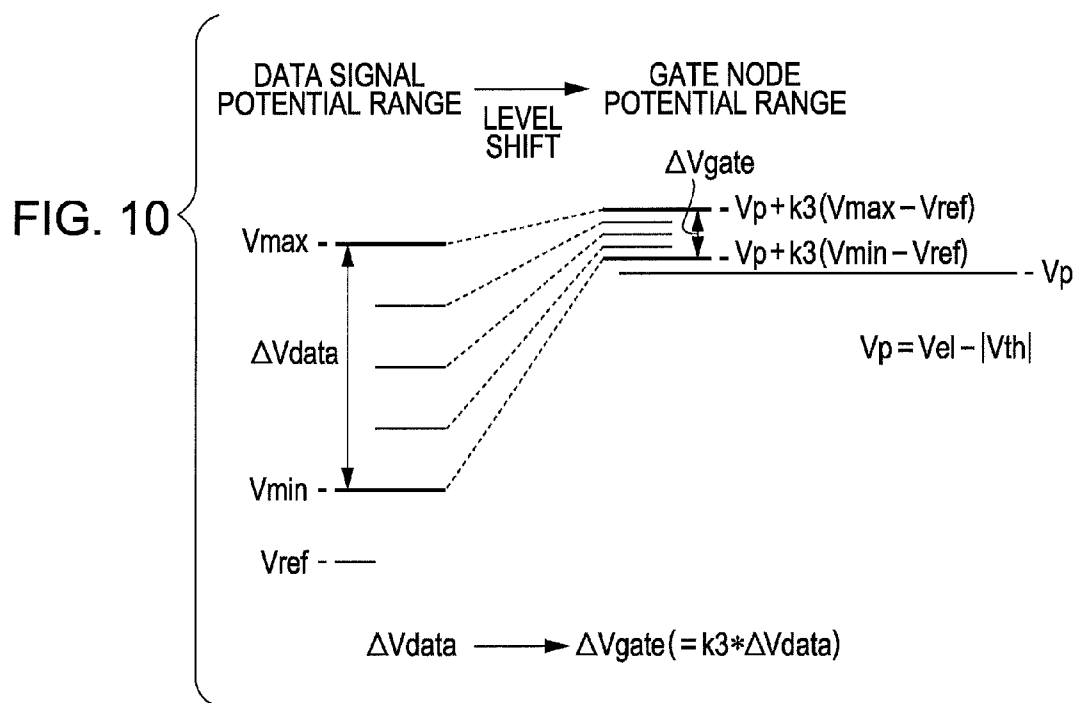 FIG. 10
DATA SIGNAL
POTENTIAL RANGE
LEVEL
SHIFT
GATE NODE
POTENTIAL RANGE
ΔVgate
Vmax
Vp + k3(Vmax – Vref)
Vp + k3(Vmin – Vref)
Vp
ΔVdata
Vp = Vel – |Vth|
Vmin
Vref
ΔVdata → ΔVgate(= k3*ΔVdata)